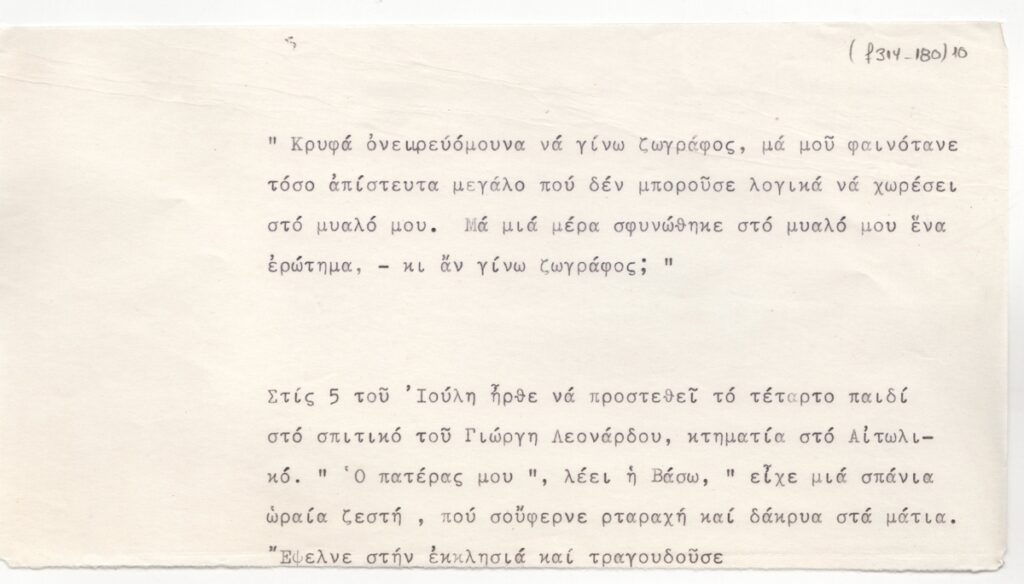 (f314-180)10
" Κρυφά ὀνειρευόμουνα νά γίνω ζωγράφος, μά μοῦ φαινότανε
τόσο ἀπίστευτα μεγάλο πού δέν μποροῦσε λογικά νά χωρέσει
στό μυαλό μου. Μά μιά μέρα σφυνώθηκε στό μυαλό μου ἕνα
ἐρώτημα, - κι ἄν γίνω ζωγράφος; "
Στίς 5 τοῦ Ἰούλη ἦρθε νά προστεθεῖ τό τέταρτο παιδί
στό σπιτικό τοῦ Γιώργη Λεονάρδου, κτηματία στό Αἰτωλι-
κό. " Ὁ πατέρας μου ", λέει ἡ Βάσω, " εἶχε μιά σπάνια
ὡραία ζεστή , πού σοὔφερνε ρταραχή καί δάκρυα στά μάτια.
Ἔψελνε στήν ἐκκλησιά καί τραγουδοῦσε